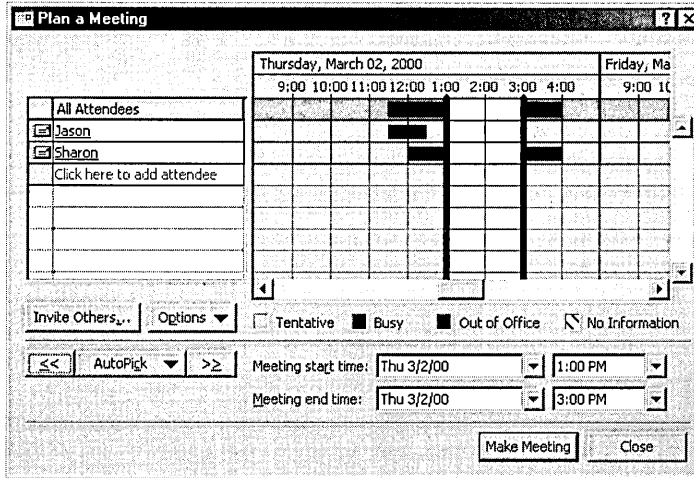 Plan a Meeting
Thursday, March 02, 2000 Friday, Ma
9:00 10:00 11:00 12:00 1:00 2:00 3:00 4:00 9:00 10
All Attendees
Jason
Sharon
Click here to add attendee
Invite Others... Options Tentative Busy Out of Office No Information
<< AutoPick >> Meeting start time: Thu 3/2/00 1:00 PM
Meeting end time: Thu 3/2/00 3:00 PM
Make Meeting Close